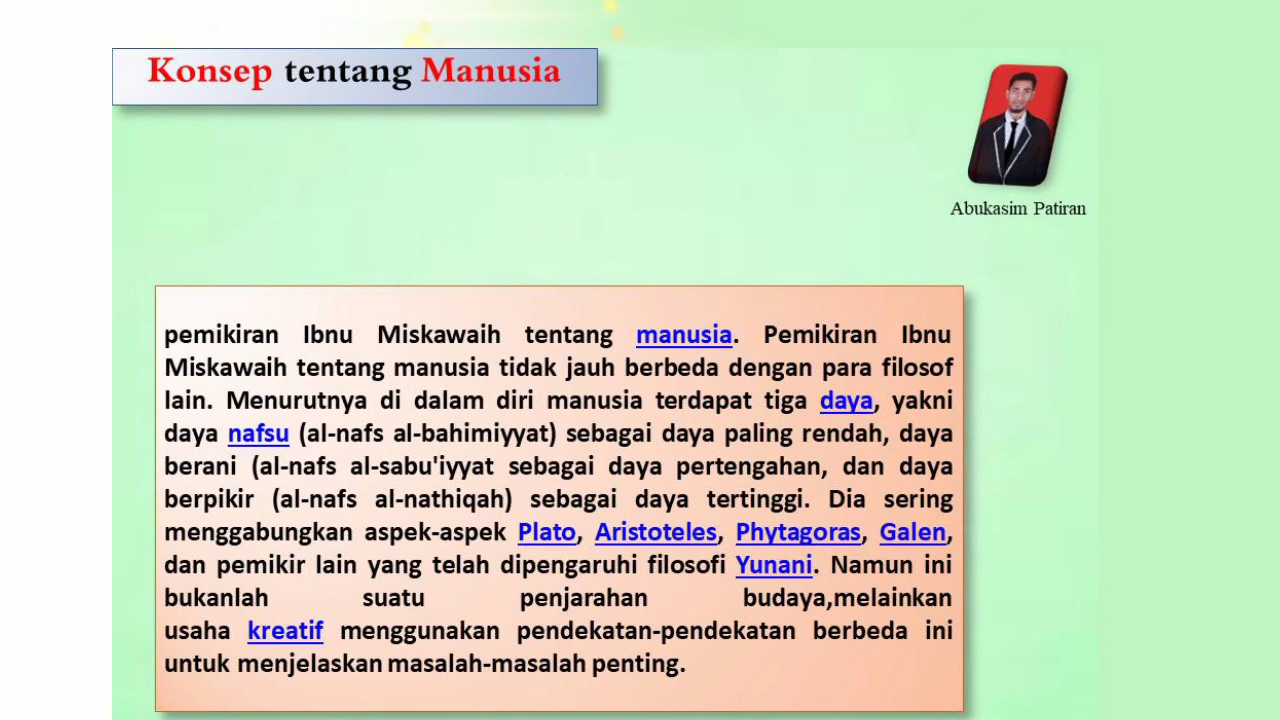 Konsep tentang Manusia
Abukasim Patiran
pemikiran Ibnu Miskawaih tentang manusia. Pemikiran Ibnu
Miskawaih tentang manusia tidak jauh berbeda dengan para filosof
lain. Menurutnya di dalam diri manusia terdapat tiga daya, yakni
daya nafsu (al-nafs al-bahimiyyat) sebagai daya paling rendah, daya
berani (al-nafs al-sabu'iyyat sebagai daya pertengahan, dan daya
berpikir (al-nafs al-nathiqah) sebagai daya tertinggi. Dia sering
menggabungkan aspek-aspek Plato, Aristoteles, Phytagoras, Galen,
dan pemikir lain yang telah dipengaruhi filosofi Yunani. Namun ini
bukanlah suatu penjarahan budaya,melainkan
usaha kreatif menggunakan pendekatan-pendekatan berbeda ini
untuk menjelaskan masalah-masalah penting.